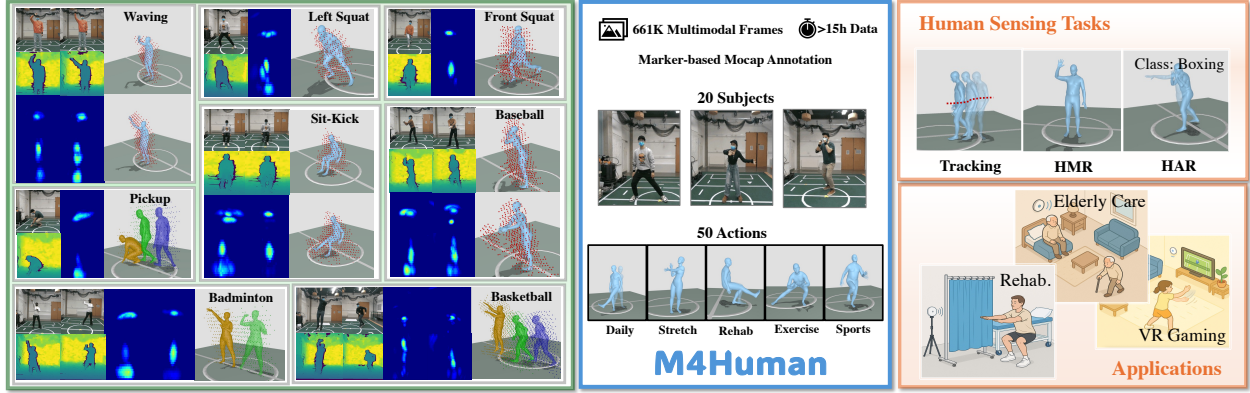 Waving
Left Squat
Front Squat
Sit-Kick
Baseball
Pickup
Badminton
Basketball
661K Multimodal Frames
>15h Data
Marker-based Mocap Annotation
20 Subjects
50 Actions
Daily
Stretch
Rehab
Exercise
Sports
M4Human
Human Sensing Tasks
Class: Boxing
Tracking
HMR
HAR
Elderly Care
Rehab.
VR Gaming
Applications